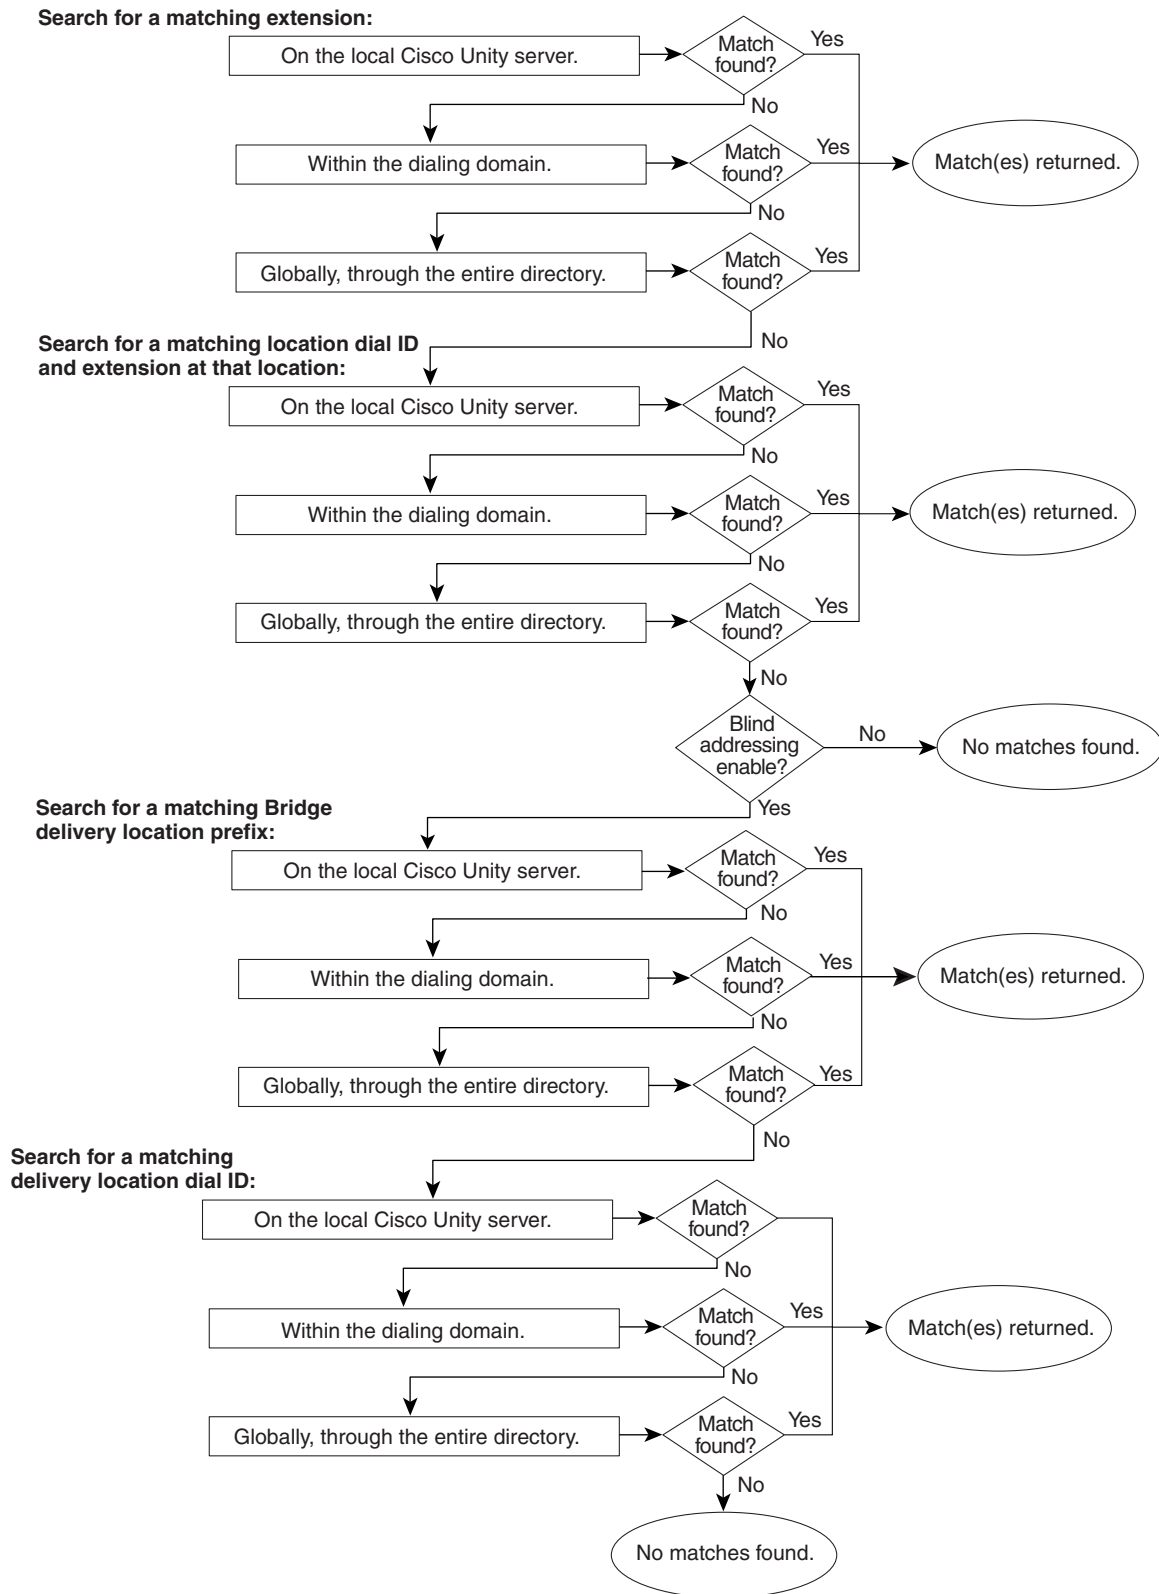 Search for a matching extension:
On the local Cisco Unity server.
Match
found?
Yes
No
Within the dialing domain.
Match
found?
Yes
Match(es) returned.
No
Globally, through the entire directory.
Match
found?
Yes
No
Search for a matching location dial ID
and extension at that location:
On the local Cisco Unity server.
Match
found?
Yes
No
Within the dialing domain.
Match
found?
Yes
Match(es) returned.
No
Globally, through the entire directory.
Match
found?
Yes
No
Blind
addressing
enable?
No
No matches found.
Yes
Search for a matching Bridge
delivery location prefix:
On the local Cisco Unity server.
Match
found?
Yes
No
Within the dialing domain.
Match
found?
Yes
Match(es) returned.
No
Globally, through the entire directory.
Match
found?
Yes
No
Search for a matching
delivery location dial ID:
On the local Cisco Unity server.
Match
found?
No
Within the dialing domain.
Match
found?
Yes
Match(es) returned.
No
Globally, through the entire directory.
Match
found?
Yes
No
No matches found.